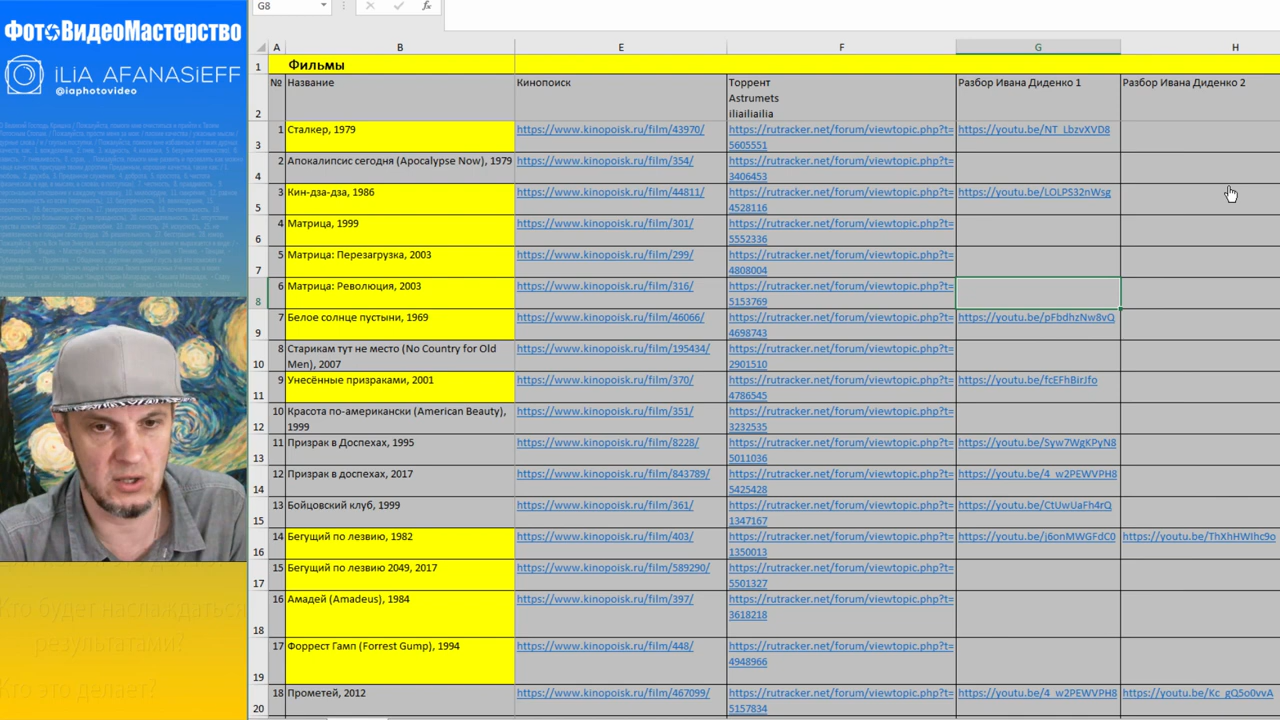 ФотоВидеоМастерство
iLiA AFANASiEFF
@iaphotovideo
Кто будет наслаждаться
результатами?
Кто это делает?
G8
fx
A B E F G H
1 Фильмы
№ Название Кинопоиск Торрент Разбор Ивана Диденко 1 Разбор Ивана Диденко 2
Astrumets
2 iliailiailia
1 Сталкер, 1979 https://www.kinopoisk.ru/film/43970/ https://rutracker.net/forum/viewtopic.php?t= https://youtu.be/NT_LbzvXVD8
3 5605551
2 Апокалипсис сегодня (Apocalypse Now), 1979 https://www.kinopoisk.ru/film/354/ https://rutracker.net/forum/viewtopic.php?t=
4 3406453
3 Кин-дза-дза, 1986 https://www.kinopoisk.ru/film/44811/ https://rutracker.net/forum/viewtopic.php?t= https://youtu.be/LOLPS32nWsg
5 4528116
4 Матрица, 1999 https://www.kinopoisk.ru/film/301/ https://rutracker.net/forum/viewtopic.php?t=
6 5552336
5 Матрица: Перезагрузка, 2003 https://www.kinopoisk.ru/film/299/ https://rutracker.net/forum/viewtopic.php?t=
7 4808004
6 Матрица: Революция, 2003 https://www.kinopoisk.ru/film/316/ https://rutracker.net/forum/viewtopic.php?t=
8 5153769
7 Белое солнце пустыни, 1969 https://www.kinopoisk.ru/film/46066/ https://rutracker.net/forum/viewtopic.php?t= https://youtu.be/pFbdhzNw8vQ
9 4698743
8 Старикам тут не место (No Country for Old https://www.kinopoisk.ru/film/195434/ https://rutracker.net/forum/viewtopic.php?t=
10 Men), 2007 2901510
9 Унесённые призраками, 2001 https://www.kinopoisk.ru/film/370/ https://rutracker.net/forum/viewtopic.php?t= https://youtu.be/fcEFhBirJfo
11 4786545
10 Красота по-американски (American Beauty), https://www.kinopoisk.ru/film/351/ https://rutracker.net/forum/viewtopic.php?t=
12 1999 3232535
11 Призрак в Доспехах, 1995 https://www.kinopoisk.ru/film/8228/ https://rutracker.net/forum/viewtopic.php?t= https://youtu.be/Syw7WgKPyN8
13 5011036
12 Призрак в доспехах, 2017 https://www.kinopoisk.ru/film/843789/ https://rutracker.net/forum/viewtopic.php?t= https://youtu.be/4_w2PEWVPH8
14 5425428
13 Бойцовский клуб, 1999 https://www.kinopoisk.ru/film/361/ https://rutracker.net/forum/viewtopic.php?t= https://youtu.be/CtUwUaFh4rQ
15 1347167
14 Бегущий по лезвию, 1982 https://www.kinopoisk.ru/film/403/ https://rutracker.net/forum/viewtopic.php?t= https://youtu.be/j6onMWGFdC0 https://youtu.be/ThXhHWIhc9o
16 1350013
15 Бегущий по лезвию 2049, 2017 https://www.kinopoisk.ru/film/589290/ https://rutracker.net/forum/viewtopic.php?t=
17 5501327
16 Амадей (Amadeus), 1984 https://www.kinopoisk.ru/film/397/ https://rutracker.net/forum/viewtopic.php?t=
18 3618218
17 Форрест Гамп (Forrest Gump), 1994 https://www.kinopoisk.ru/film/448/ https://rutracker.net/forum/viewtopic.php?t=
19 4948966
18 Прометей, 2012 https://www.kinopoisk.ru/film/467099/ https://rutracker.net/forum/viewtopic.php?t= https://youtu.be/4_w2PEWVPH8 https://youtu.be/Kc_gQ5o0vvA
20 5157834